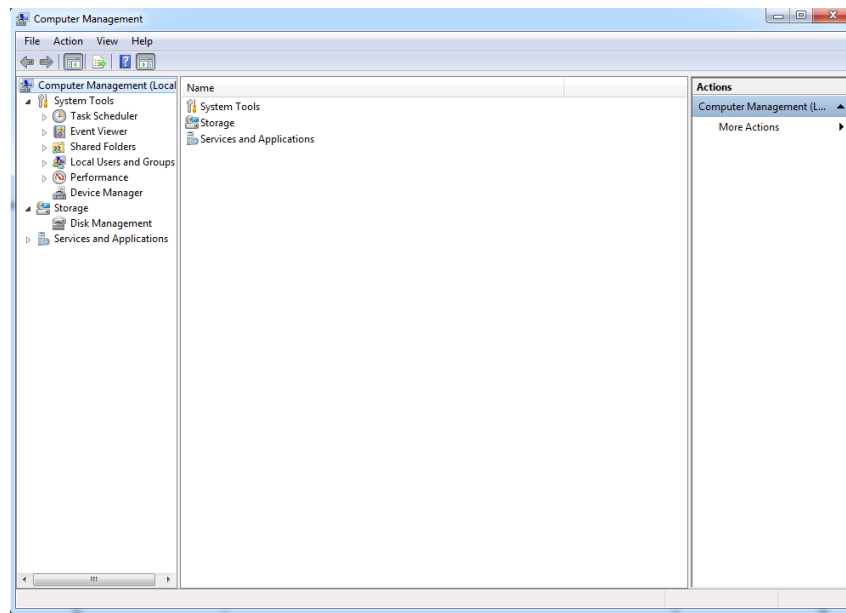 Computer Management
File Action View Help
Computer Management (Local
System Tools
Task Scheduler
Event Viewer
Shared Folders
Local Users and Groups
Performance
Device Manager
Storage
Disk Management
Services and Applications
Name
System Tools
Storage
Services and Applications
Actions
Computer Management (L...
More Actions